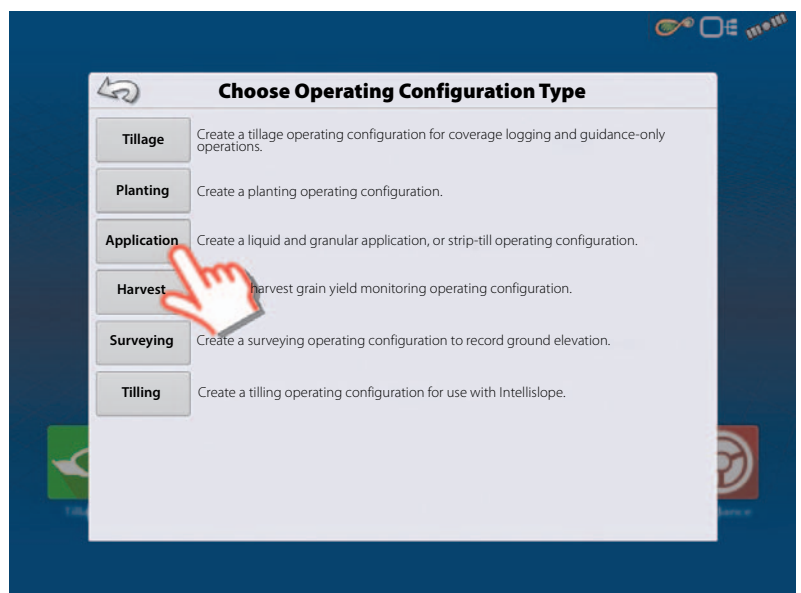 Choose Operating Configuration Type
Tillage
Create a tillage operating configuration for coverage logging and guidance-only
operations.
Planting
Create a planting operating configuration.
Application
Create a liquid and granular application, or strip-till operating configuration.
Harvest
harvest grain yield monitoring operating configuration.
Surveying
Create a surveying operating configuration to record ground elevation.
Tilling
Create a tilling operating configuration for use with Intellislope.